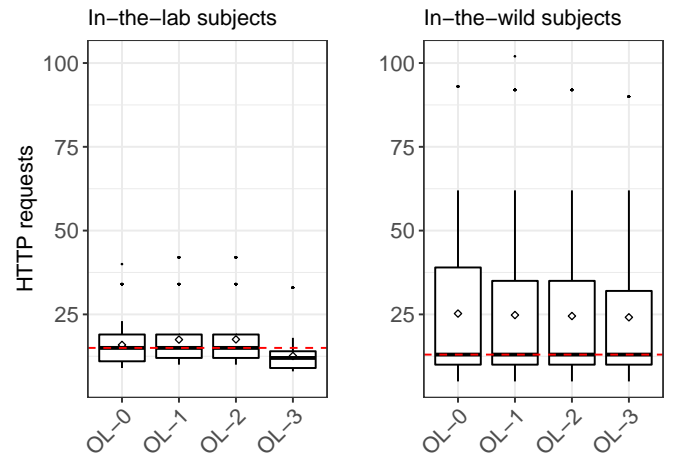 In−the−lab subjects
In−the−wild subjects
HTTP requests
100
75
50
25
100
75
50
25
OL−0
OL−1
OL−2
OL−3
OL−0
OL−1
OL−2
OL−3